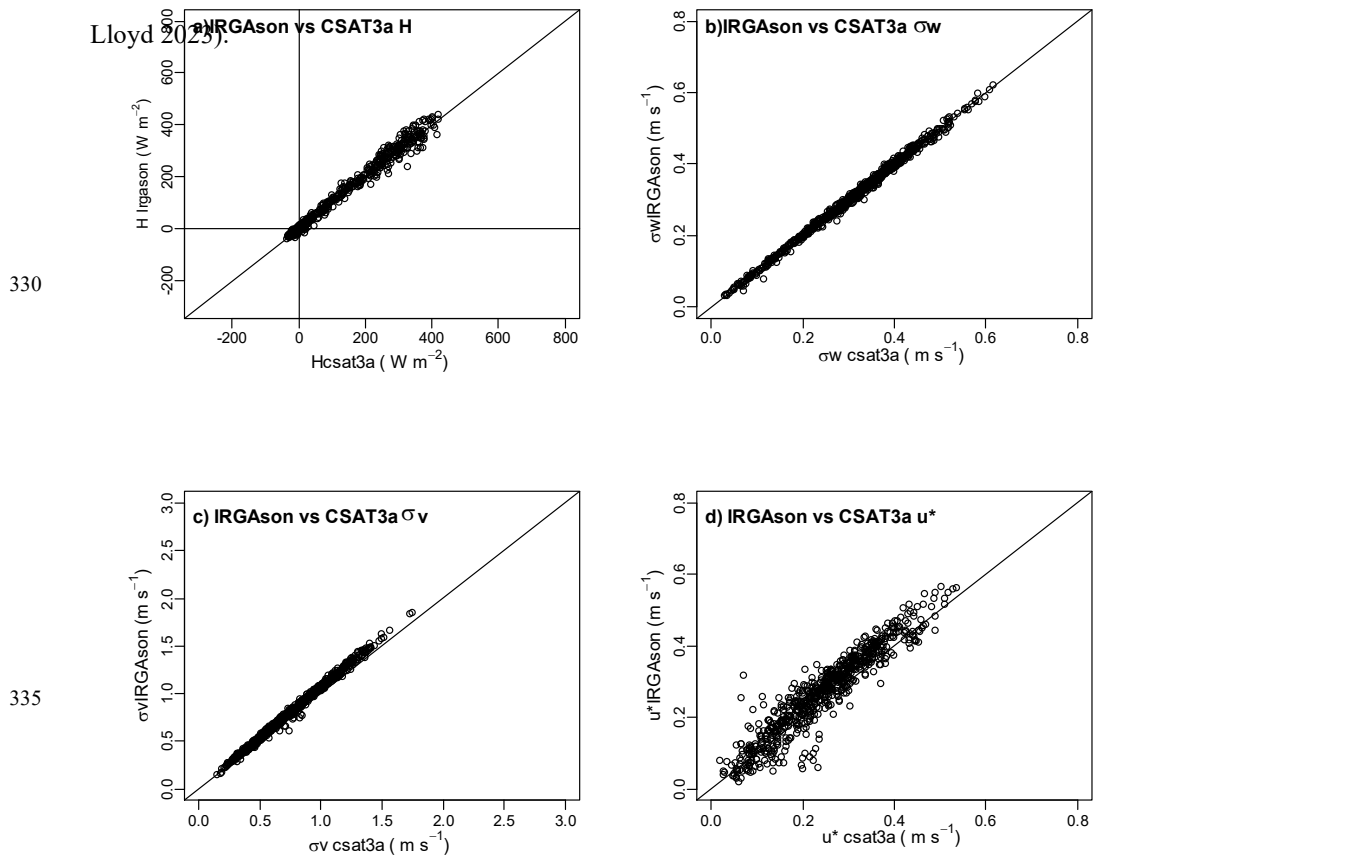 Lloyd 2023).
a)IRGAson vs CSAT3a H
H Irgason (W m−2)
-200 0 200 400 600 800
-200 0 200 400 600 800
Hcsat3a ( W m−2)
b)IRGAson vs CSAT3a σw
σwIRGAson (m s−1)
0.0 0.2 0.4 0.6 0.8
0.0 0.2 0.4 0.6 0.8
σw csat3a ( m s−1)
330
c) IRGAson vs CSAT3a σ v
σvIRGAson (m s−1)
0.0 0.5 1.0 1.5 2.0 2.5 3.0
0.0 0.5 1.0 1.5 2.0 2.5 3.0
σv csat3a ( m s−1)
d) IRGAson vs CSAT3a u*
u*IRGAson (m s−1)
0.0 0.2 0.4 0.6 0.8
0.0 0.2 0.4 0.6 0.8
u* csat3a ( m s−1)
335